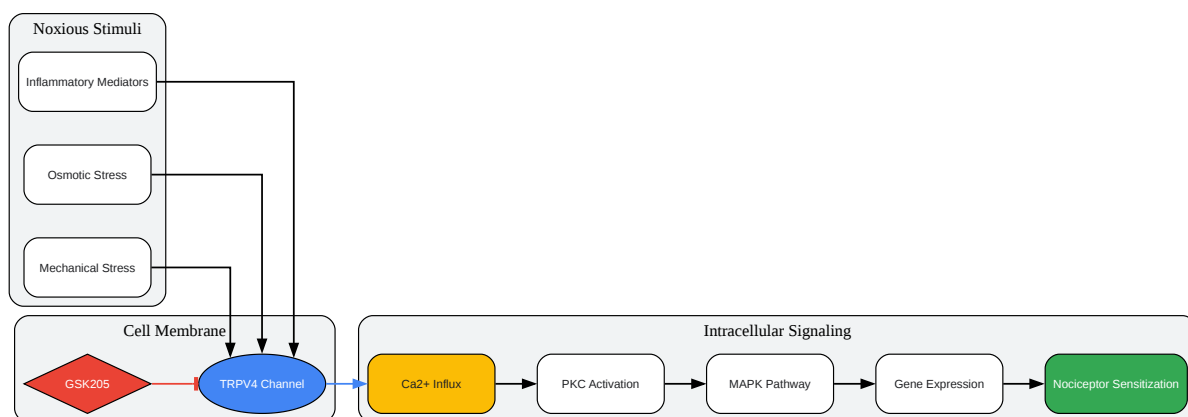 Noxious Stimuli
Inflammatory Mediators
Osmotic Stress
Mechanical Stress
Cell Membrane
GSK205
TRPV4 Channel
Intracellular Signaling
Ca2+ Influx
PKC Activation
MAPK Pathway
Gene Expression
Nociceptor Sensitization